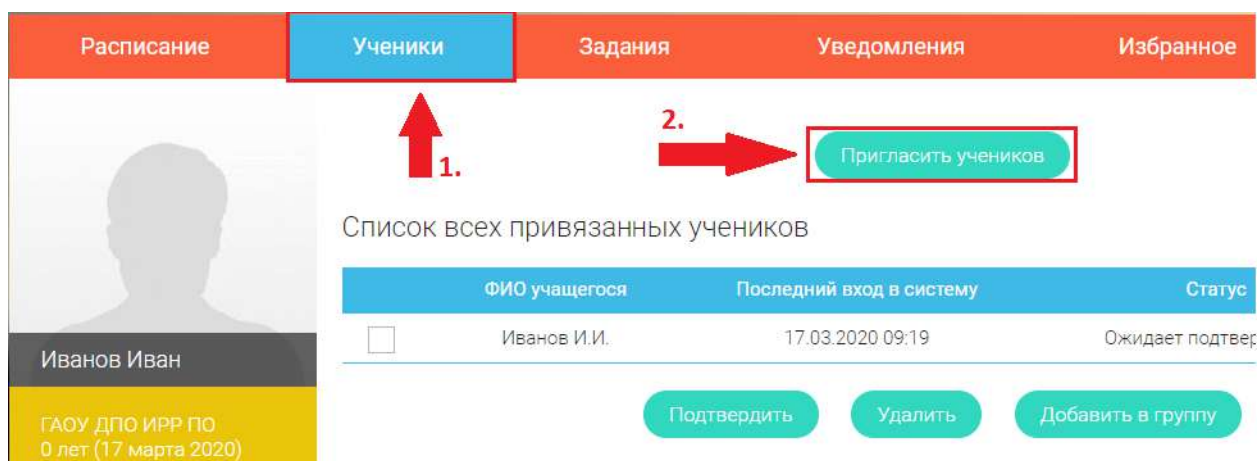 Расписание Ученики Задания Уведомления Избранное
2.
Пригласить учеников
1.
Список всех привязанных учеников
ФИО учащегося Последний вход в систему Статус
Иванов И.И. 17.03.2020 09:19 Ожидает подтвер
Иванов Иван
Подтвердить Удалить Добавить в группу
ГАОУ ДПО ИРР ПО
0 лет (17 марта 2020)